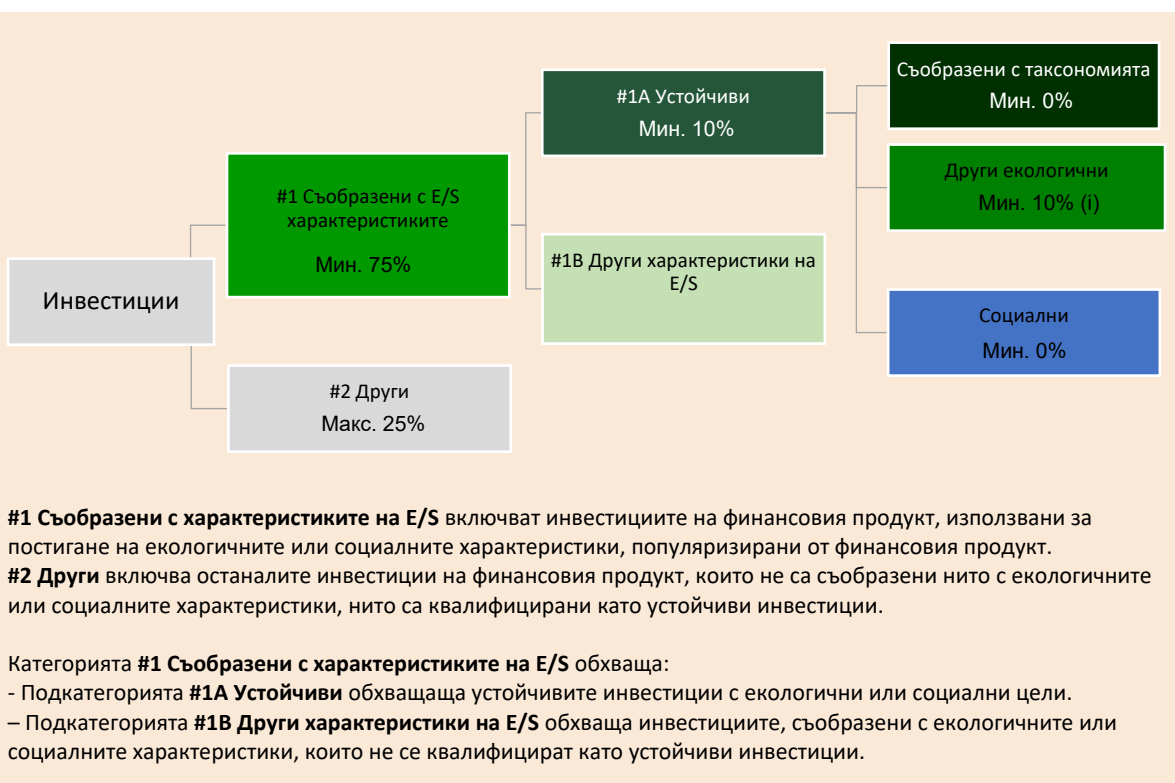 Инвестиции
#1 Съобразени с E/S
характеристиките
Мин. 75%
#2 Други
Макс. 25%
#1A Устойчиви
Мин. 10%
#1B Други характеристики на
E/S
Съобразени с таксономията
Мин. 0%
Други екологични
Мин. 10% (i)
Социални
Мин. 0%
#1 Съобразени с характеристиките на E/S включват инвестициите на финансовия продукт, използвани за
постигане на екологичните или социалните характеристики, популяризирани от финансовия продукт.
#2 Други включва останалите инвестиции на финансовия продукт, които не са съобразени нито с екологичните
или социалните характеристики, нито са квалифицирани като устойчиви инвестиции.
Категорията #1 Съобразени с характеристиките на E/S обхваща:
- Подкатегорията #1A Устойчиви обхващаща устойчивите инвестиции с екологични или социални цели.
– Подкатегорията #1B Други характеристики на E/S обхваща инвестициите, съобразени с екологичните или
социалните характеристики, които не се квалифицират като устойчиви инвестиции.